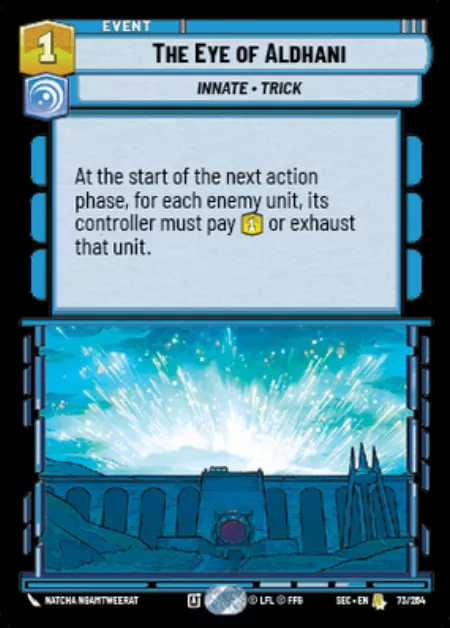 EVENT
1
THE EYE OF ALDHANI
INNATE • TRICK
At the start of the next action
phase, for each enemy unit, its
controller must pay 1 or exhaust
that unit.
NATCHA NGAMTWEERAT
© LFL © FFG
SEC • EN
73/264